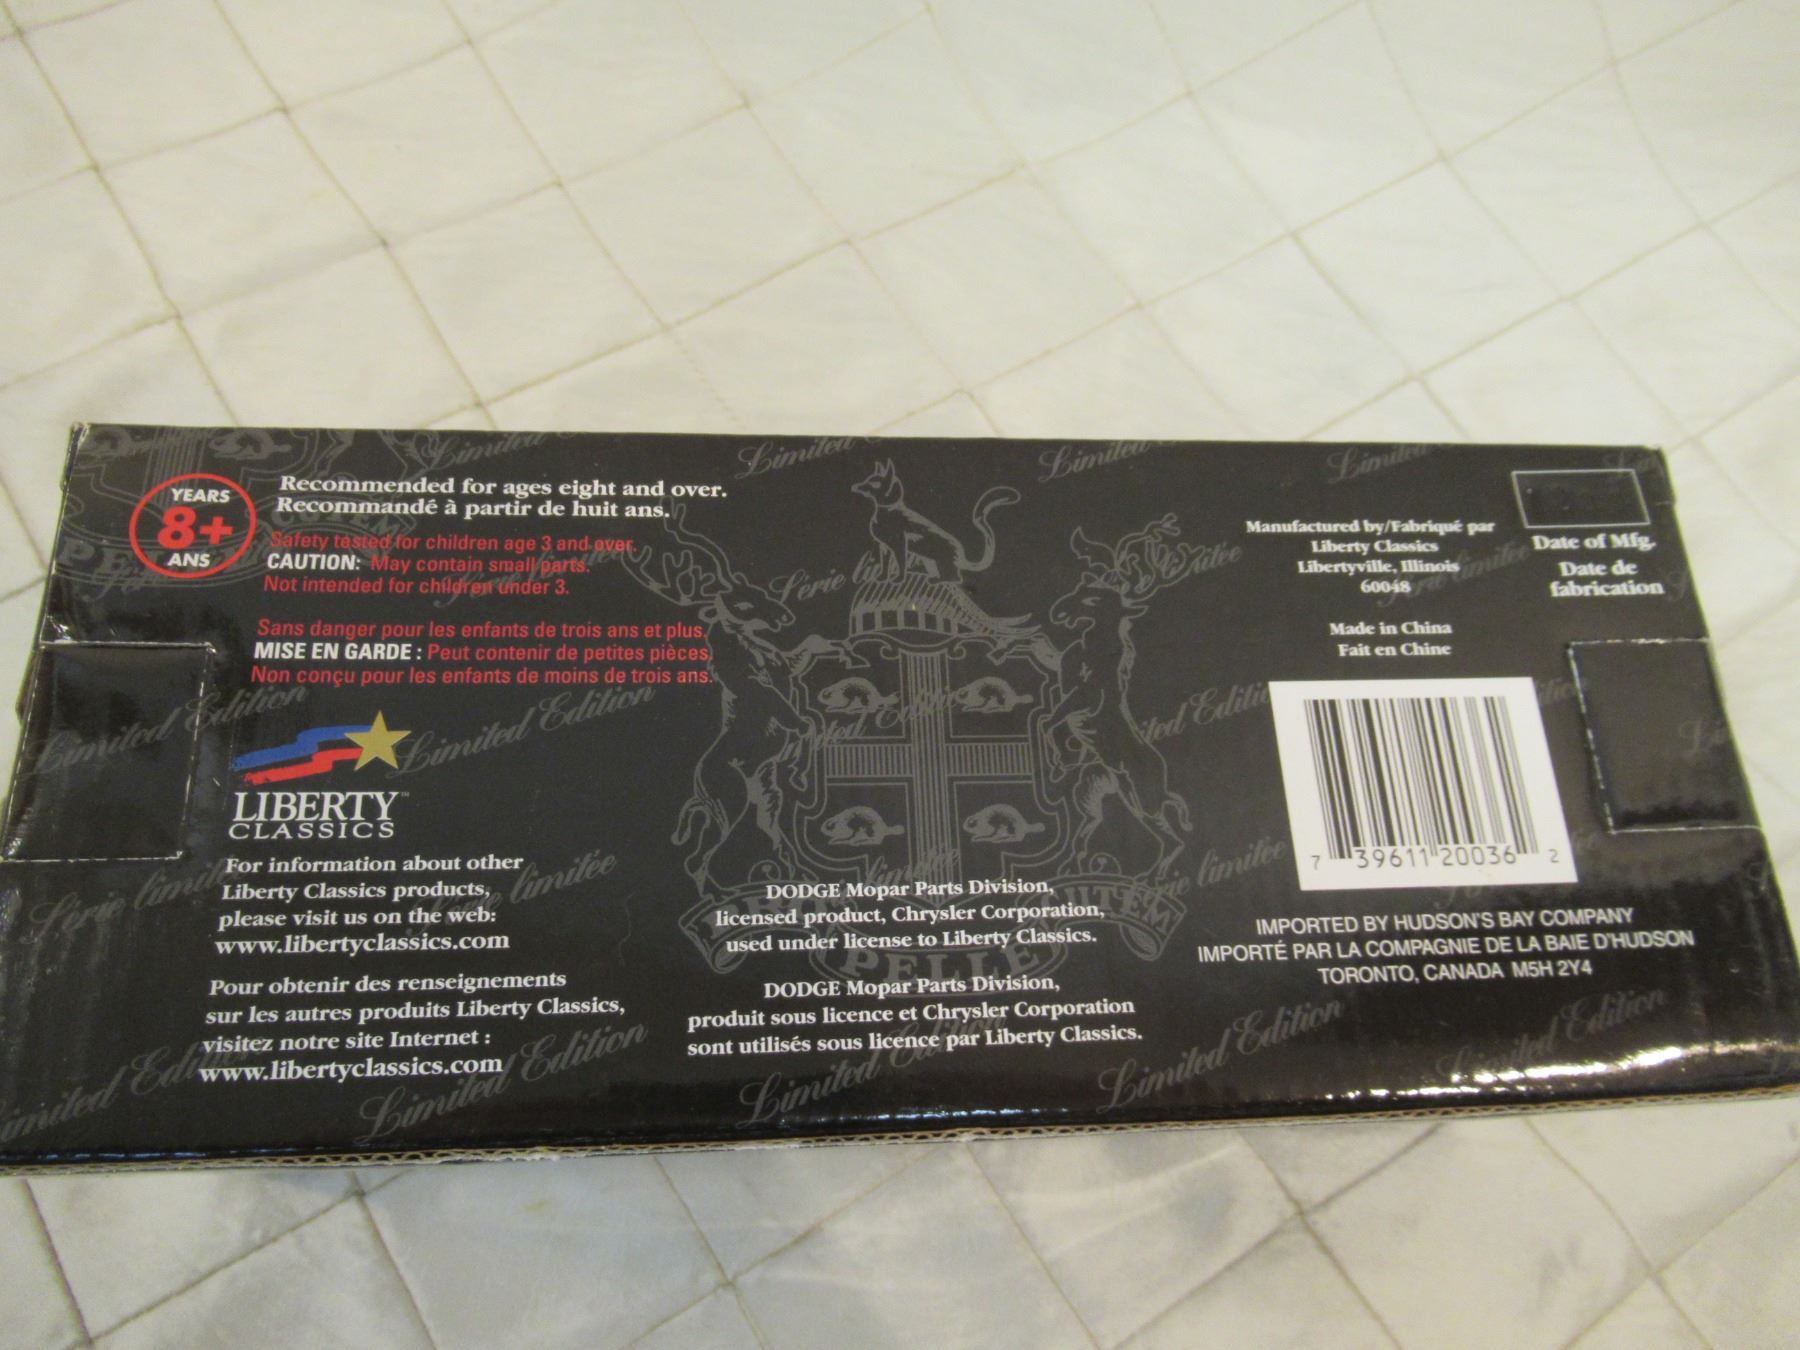 YEARS
8+
ANS
Recommended for ages eight and over.
Recommandé à partir de huit ans.
Safety tested for children age 3 and over.
CAUTION: May contain small parts.
Not intended for children under 3.
Sans danger pour les enfants de trois ans et plus.
MISE EN GARDE : Peut contenir de petites pièces.
Non conçu pour les enfants de moins de trois ans.
LIBERTY™
CLASSICS
For information about other
Liberty Classics products,
please visit us on the web:
www.libertyclassics.com
Pour obtenir des renseignements
sur les autres produits Liberty Classics,
visitez notre site Internet :
www.libertyclassics.com
DODGE Mopar Parts Division,
licensed product, Chrysler Corporation,
used under license to Liberty Classics.
DODGE Mopar Parts Division,
produit sous licence et Chrysler Corporation
sont utilisés sous licence par Liberty Classics.
Manufactured by/Fabriqué par
Liberty Classics
Libertyville, Illinois
60048
Made in China
Fait en Chine
Date of Mfg.
Date de
fabrication
7 39611 20036 2
IMPORTED BY HUDSON'S BAY COMPANY
IMPORTÉ PAR LA COMPAGNIE DE LA BAIE D'HUDSON
TORONTO, CANADA M5H 2Y4
Limited Edition
Série limitée
Limited Edition
Limited Edition
Limited Edition
PELLE